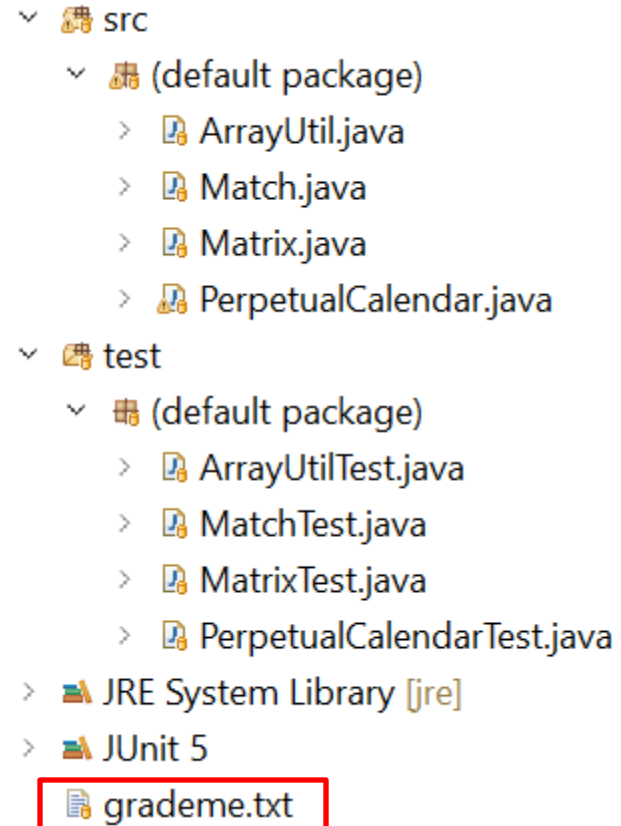 src
(default package)
ArrayUtil.java
Match.java
Matrix.java
PerpetualCalendar.java
test
(default package)
ArrayUtilTest.java
MatchTest.java
MatrixTest.java
PerpetualCalendarTest.java
JRE System Library [jre]
JUnit 5
grademe.txt